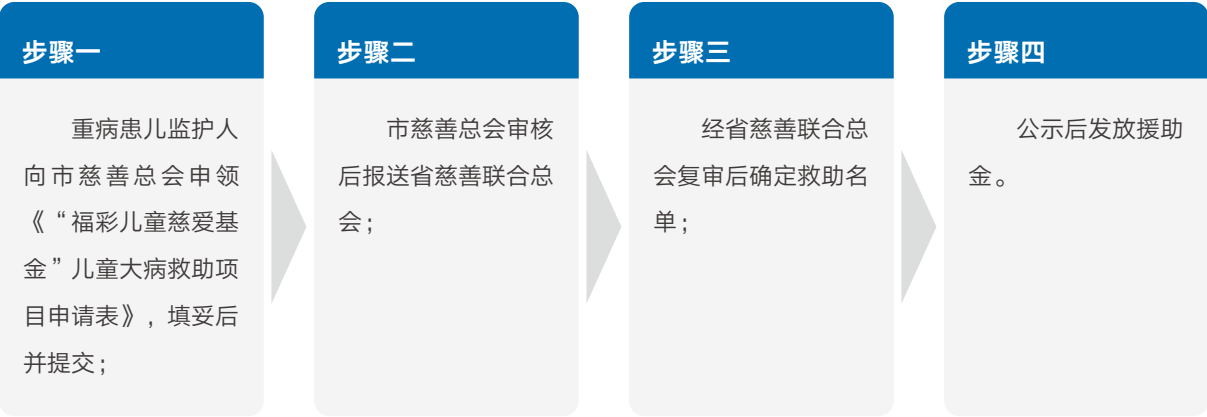 步骤一
重病患儿监护人
向市慈善总会申领
《“福彩儿童慈爱基
金”儿童大病救助项
目申请表》，填妥后
并提交；
步骤二
市慈善总会审核
后报送省慈善联合总
会；
步骤三
经省慈善联合总
会复审后确定救助名
单；
步骤四
公示后发放援助
金。